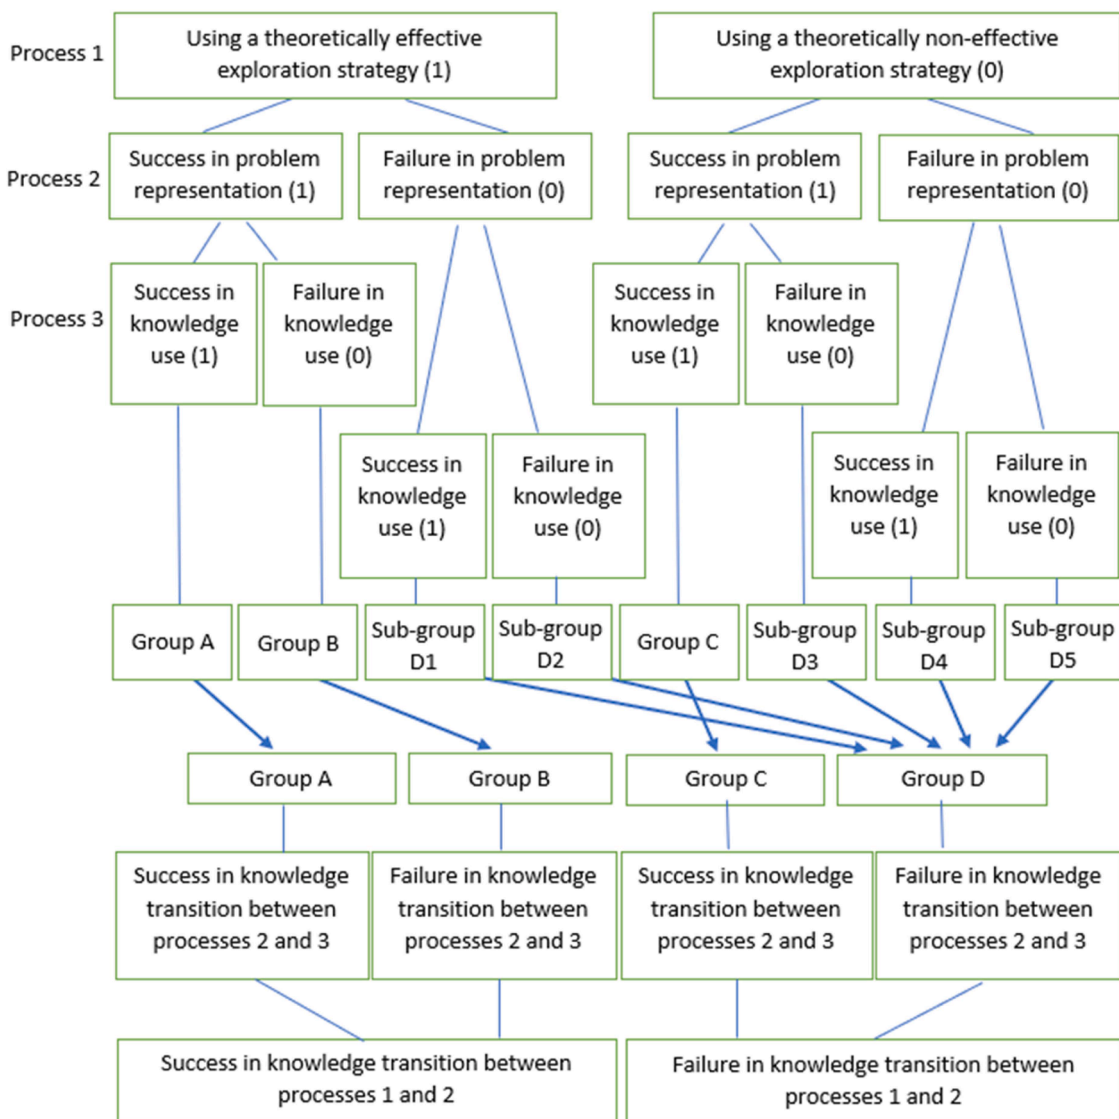 Process 1
Using a theoretically effective
exploration strategy (1)
Using a theoretically non-effective
exploration strategy (0)
Process 2
Success in problem
representation (1)
Failure in problem
representation (0)
Success in problem
representation (1)
Failure in problem
representation (0)
Process 3
Success in
knowledge
use (1)
Failure in
knowledge
use (0)
Success in
knowledge
use (1)
Failure in
knowledge
use (0)
Success in
knowledge
use (1)
Failure in
knowledge
use (0)
Success in
knowledge
use (1)
Failure in
knowledge
use (0)
Group A
Group B
Sub-group
D1
Sub-group
D2
Group C
Sub-group
D3
Sub-group
D4
Sub-group
D5
Group A
Group B
Group C
Group D
Success in knowledge
transition between
processes 2 and 3
Failure in knowledge
transition between
processes 2 and 3
Success in knowledge
transition between
processes 2 and 3
Failure in knowledge
transition between
processes 2 and 3
Success in knowledge transition between
processes 1 and 2
Failure in knowledge transition between
processes 1 and 2